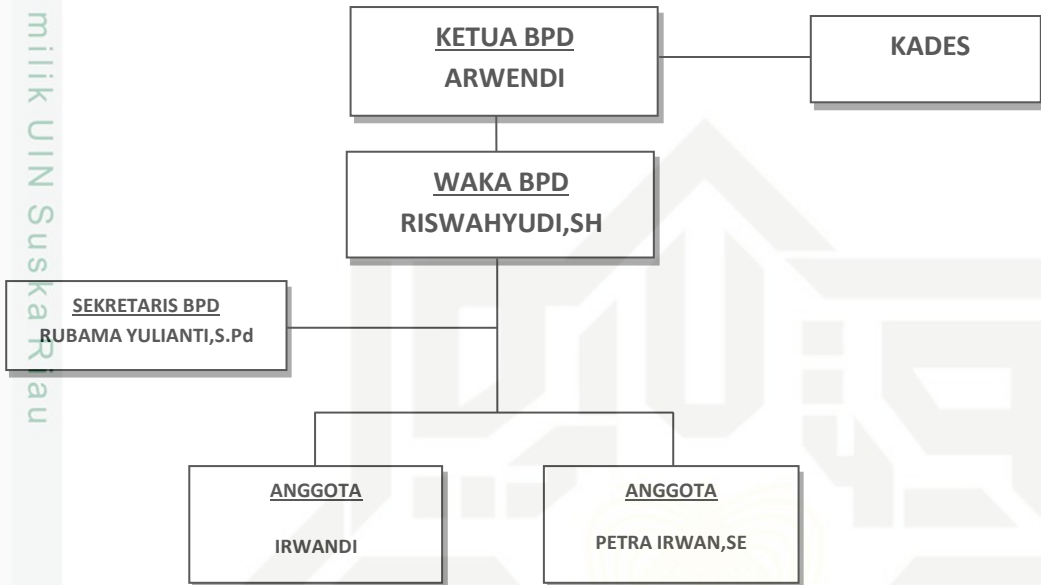 KETUA BPD
ARWENDI
KADES
WAKA BPD
RISWAHYUDI,SH
SEKRETARIS BPD
RUBAMA YULIANTI,S.Pd
ANGGOTA
IRWANDI
ANGGOTA
PETRA IRWAN,SE
milik UIN Suska Riau